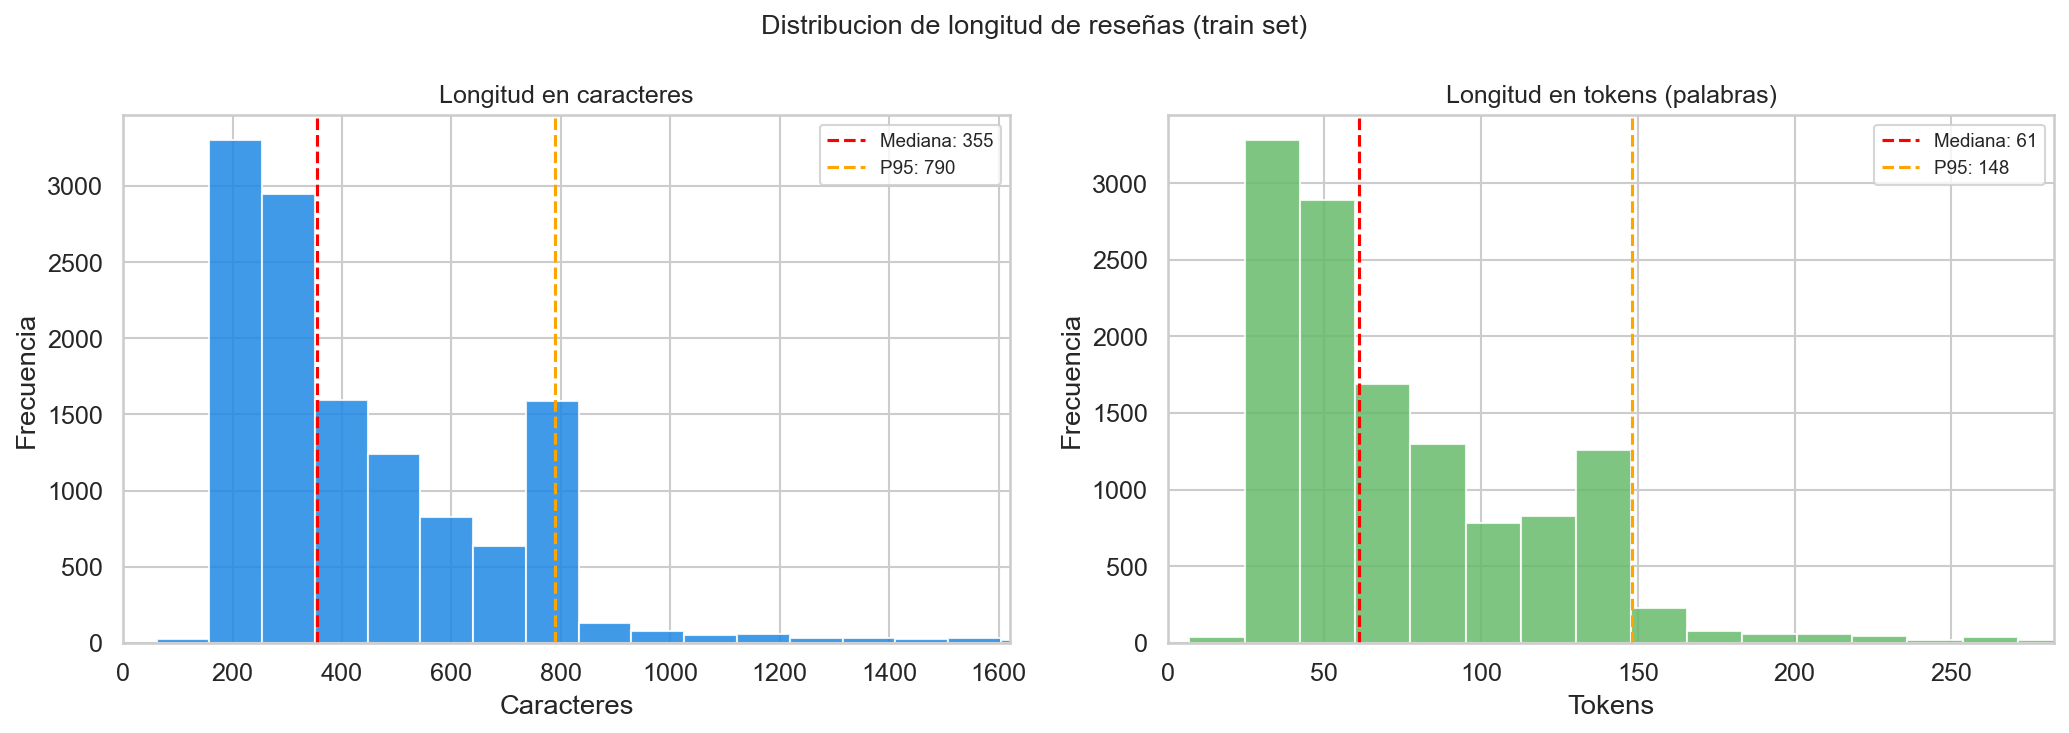 Distribucion de longitud de reseñas (train set)
Longitud en caracteres
Mediana: 355
P95: 790
Frecuencia
3000
2500
2000
1500
1000
500
0
0 200 400 600 800 1000 1200 1400 1600
Caracteres
Longitud en tokens (palabras)
Mediana: 61
P95: 148
Frecuencia
3000
2500
2000
1500
1000
500
0
0 50 100 150 200 250
Tokens